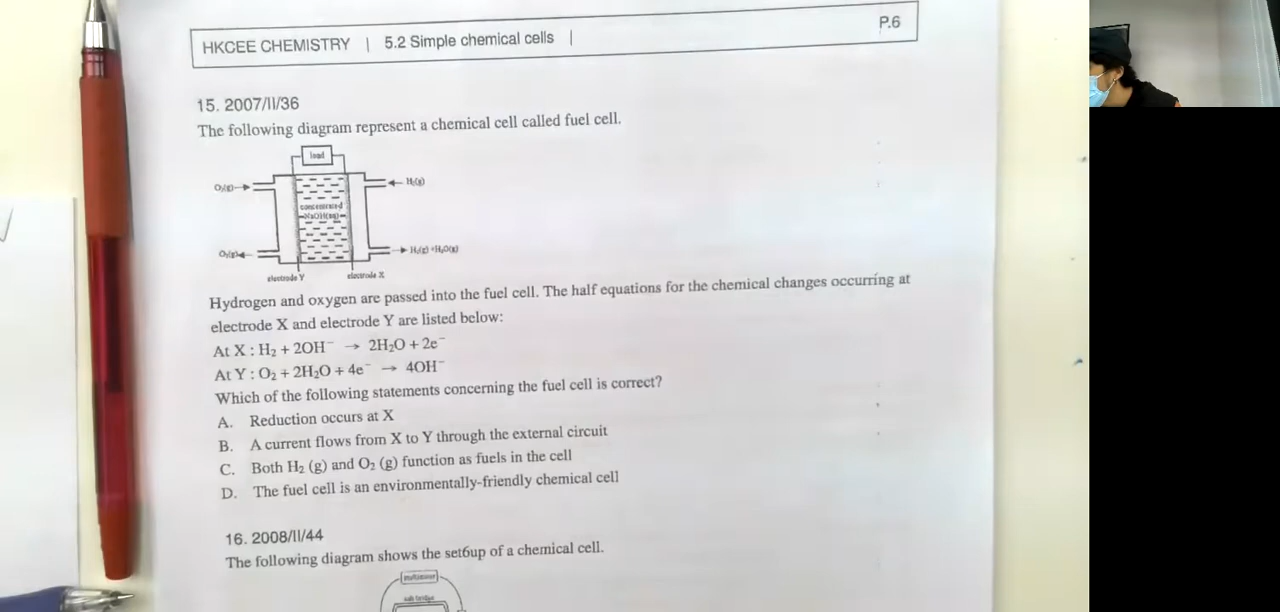 HKCEE CHEMISTRY | 5.2 Simple chemical cells |
P.6
15. 2007/II/36
The following diagram represent a chemical cell called fuel cell.
load
O₂(g)
H₂(g)
concentrated
NaOH(aq)
O₂(g)
H₂(g) + H₂O(g)
electrode Y
electrode X
Hydrogen and oxygen are passed into the fuel cell. The half equations for the chemical changes occurring at
electrode X and electrode Y are listed below:
At X : H₂ + 2OH⁻ → 2H₂O + 2e⁻
At Y : O₂ + 2H₂O + 4e⁻ → 4OH⁻
Which of the following statements concerning the fuel cell is correct?
A. Reduction occurs at X
B. A current flows from X to Y through the external circuit
C. Both H₂ (g) and O₂ (g) function as fuels in the cell
D. The fuel cell is an environmentally-friendly chemical cell
16. 2008/II/44
The following diagram shows the set6up of a chemical cell.